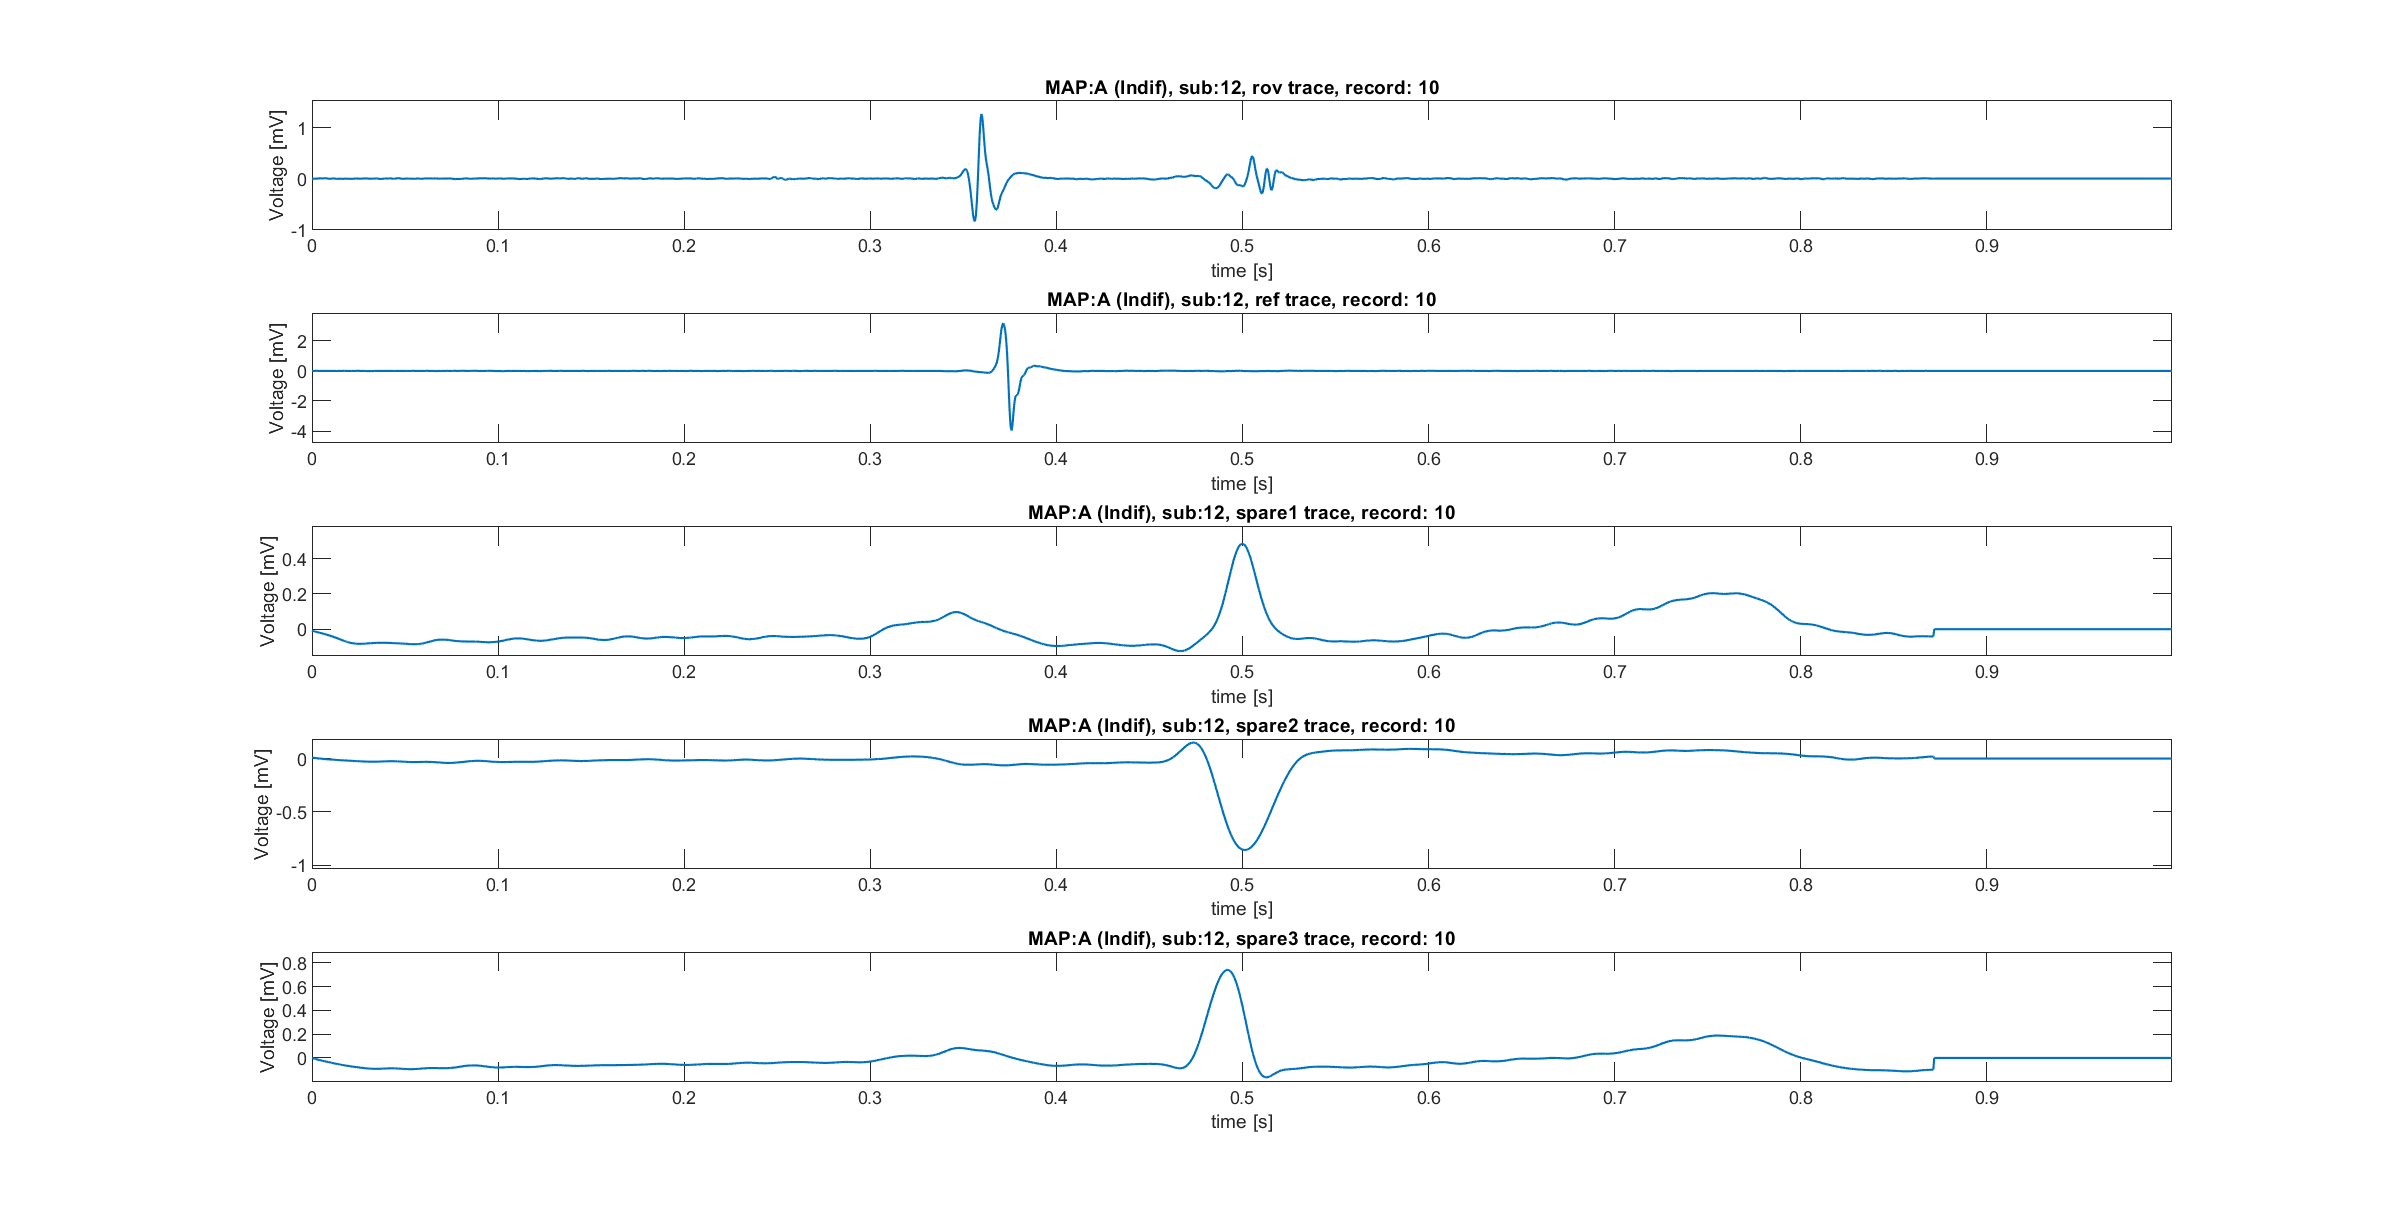 MAP:A (Indif), sub:12, rov trace, record: 10
Voltage [mV]
1
0
-1
0 0.1 0.2 0.3 0.4 0.5 0.6 0.7 0.8 0.9
time [s]
MAP:A (Indif), sub:12, ref trace, record: 10
Voltage [mV]
2
0
-2
-4
0 0.1 0.2 0.3 0.4 0.5 0.6 0.7 0.8 0.9
time [s]
MAP:A (Indif), sub:12, spare1 trace, record: 10
Voltage [mV]
0.4
0.2
0
0 0.1 0.2 0.3 0.4 0.5 0.6 0.7 0.8 0.9
time [s]
MAP:A (Indif), sub:12, spare2 trace, record: 10
Voltage [mV]
0
-0.5
-1
0 0.1 0.2 0.3 0.4 0.5 0.6 0.7 0.8 0.9
time [s]
MAP:A (Indif), sub:12, spare3 trace, record: 10
Voltage [mV]
0.8
0.6
0.4
0.2
0
0 0.1 0.2 0.3 0.4 0.5 0.6 0.7 0.8 0.9
time [s]